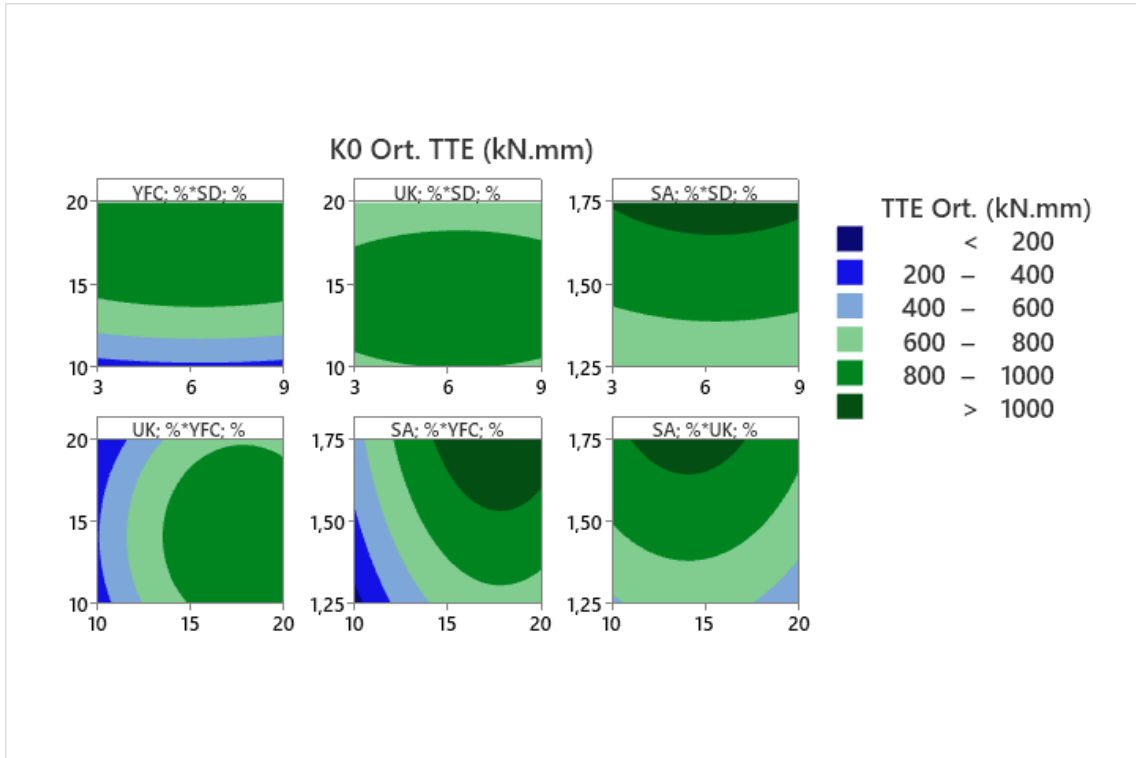 K0 Ort. TTE (kN.mm)
YFC; %*SD; %
UK; %*SD; %
SA; %*SD; %
20
15
10
3 6 9
20
15
10
3 6 9
1,75
1,50
1,25
3 6 9
UK; %*YFC; %
SA; %*YFC; %
SA; %*UK; %
20
15
10
10 15 20
1,75
1,50
1,25
10 15 20
1,75
1,50
1,25
10 15 20
TTE Ort. (kN.mm)
< 200
200 – 400
400 – 600
600 – 800
800 – 1000
> 1000